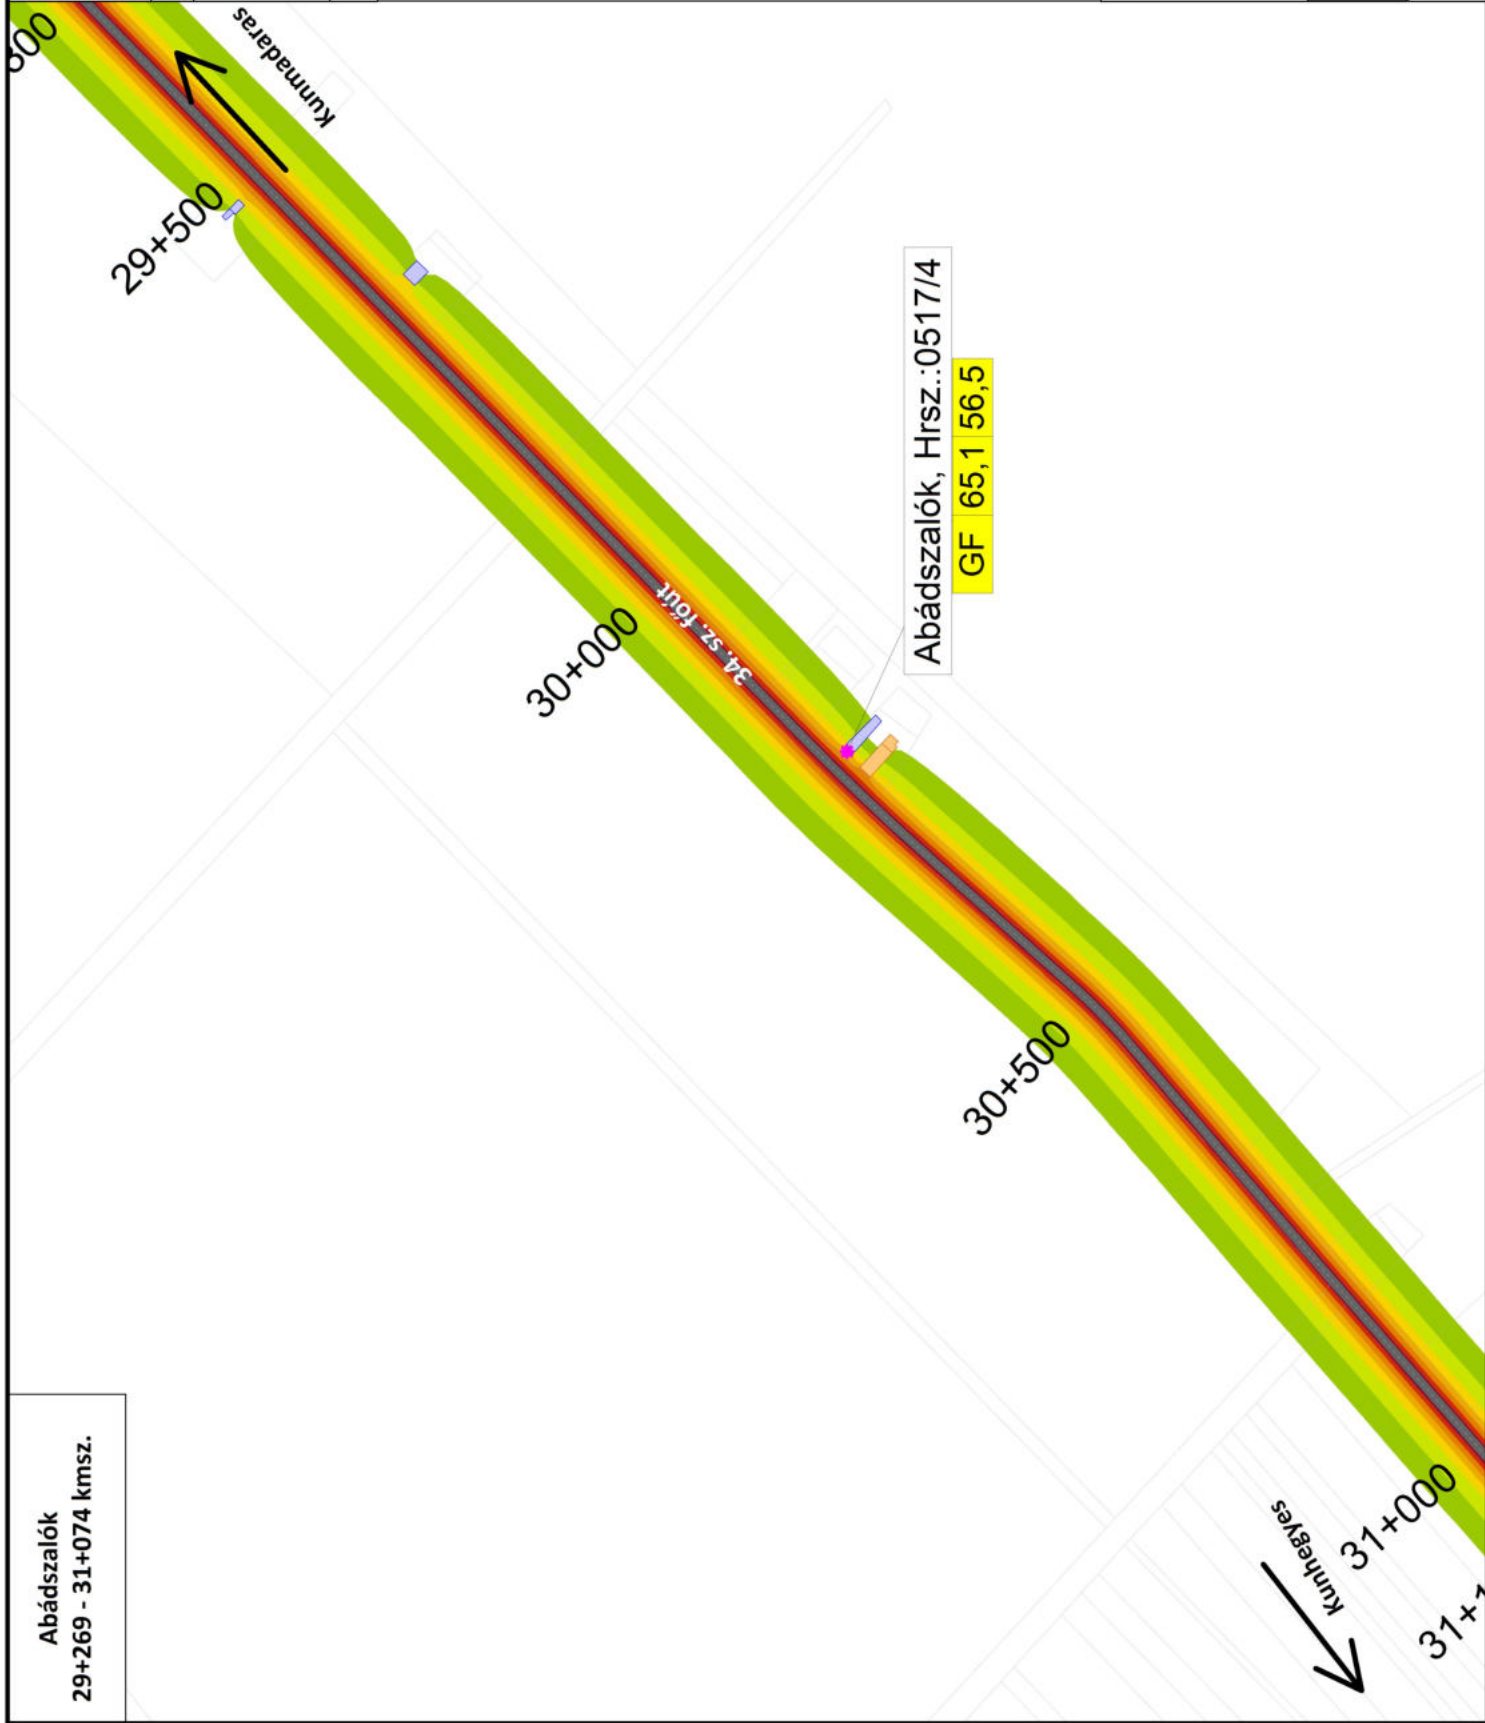 Abádszalók
29+269 - 31+074 kmsz.
Kunmadaras
29+500
30+000
34. sz. főút
Abádszalók, Hrsz.:0517/4
GF 65,1 56,5
30+500
31+000
Kunhegyes